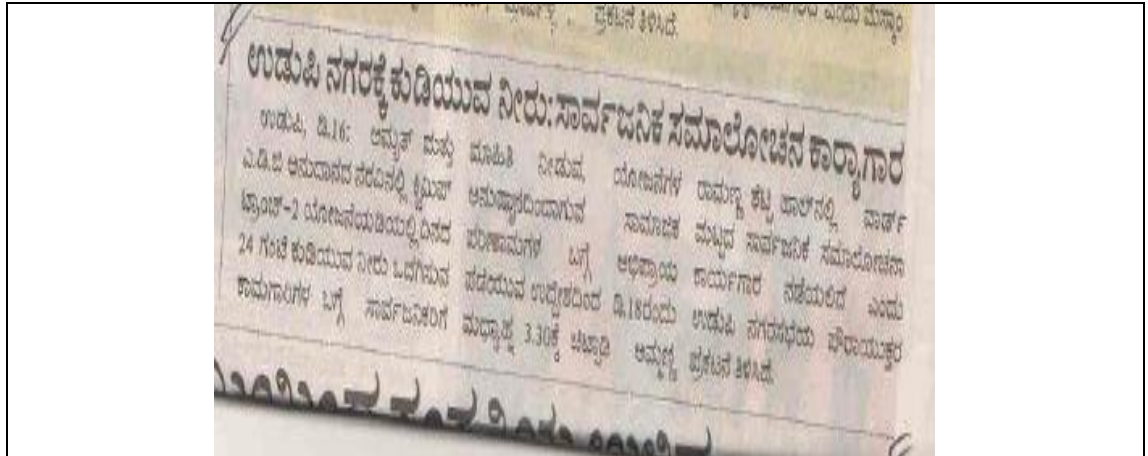 ಪ್ರಕಟನೆ ತಿಳಿಸಿದೆ.
ಎಂದು ಮೆಸ್ಕಾಂ
ಉಡುಪಿ ನಗರಕ್ಕೆ ಕುಡಿಯುವ ನೀರು: ಸಾರ್ವಜನಿಕ ಸಮಾಲೋಚನ ಕಾರ್‍ಯಾಗಾರ
ಉಡುಪಿ, ಡಿ.16: ಅಮೃತ್ ಮತ್ತು
ಎ.ಡಿ.ಬಿ ಅನುದಾನದ ನೆರವಿನಲ್ಲಿ ಕ್ವಿಮಿಪ್
ಟ್ರಾಂಚ್-2 ಯೋಜನೆಯಡಿಯಲ್ಲಿ ದಿನದ
24 ಗಂಟೆ ಕುಡಿಯುವ ನೀರು ಒದಗಿಸುವ
ಕಾಮಗಾರಿಗಳ ಬಗ್ಗೆ ಸಾರ್ವಜನಿಕರಿಗೆ
ಮಾಹಿತಿ ನೀಡುವ, ಯೋಜನೆಗಳ
ಅನುಷ್ಠಾನದಿಂದಾಗುವ ಸಾಮಾಜಿಕ
ಪರಿಣಾಮಗಳ ಬಗ್ಗೆ ಅಭಿಪ್ರಾಯ
ಪಡೆಯುವ ಉದ್ದೇಶದಿಂದ ಡಿ.18ರಂದು
ಮಧ್ಯಾಹ್ನ 3.30ಕ್ಕೆ ಚಿಟ್ಪಾಡಿ ಅಮ್ಮಣ್ಣ
ರಾಮಣ್ಣ ಶೆಟ್ಟಿ ಹಾಲ್‌ನಲ್ಲಿ ವಾರ್ಡ್
ಮಟ್ಟದ ಸಾರ್ವಜನಿಕ ಸಮಾಲೋಚನಾ
ಕಾರ್ಯಗಾರ ನಡೆಯಲಿದೆ ಎಂದು
ಉಡುಪಿ ನಗರಸಭೆಯ ಪೌರಾಯುಕ್ತರ
ಪ್ರಕಟನೆ ತಿಳಿಸಿದೆ.